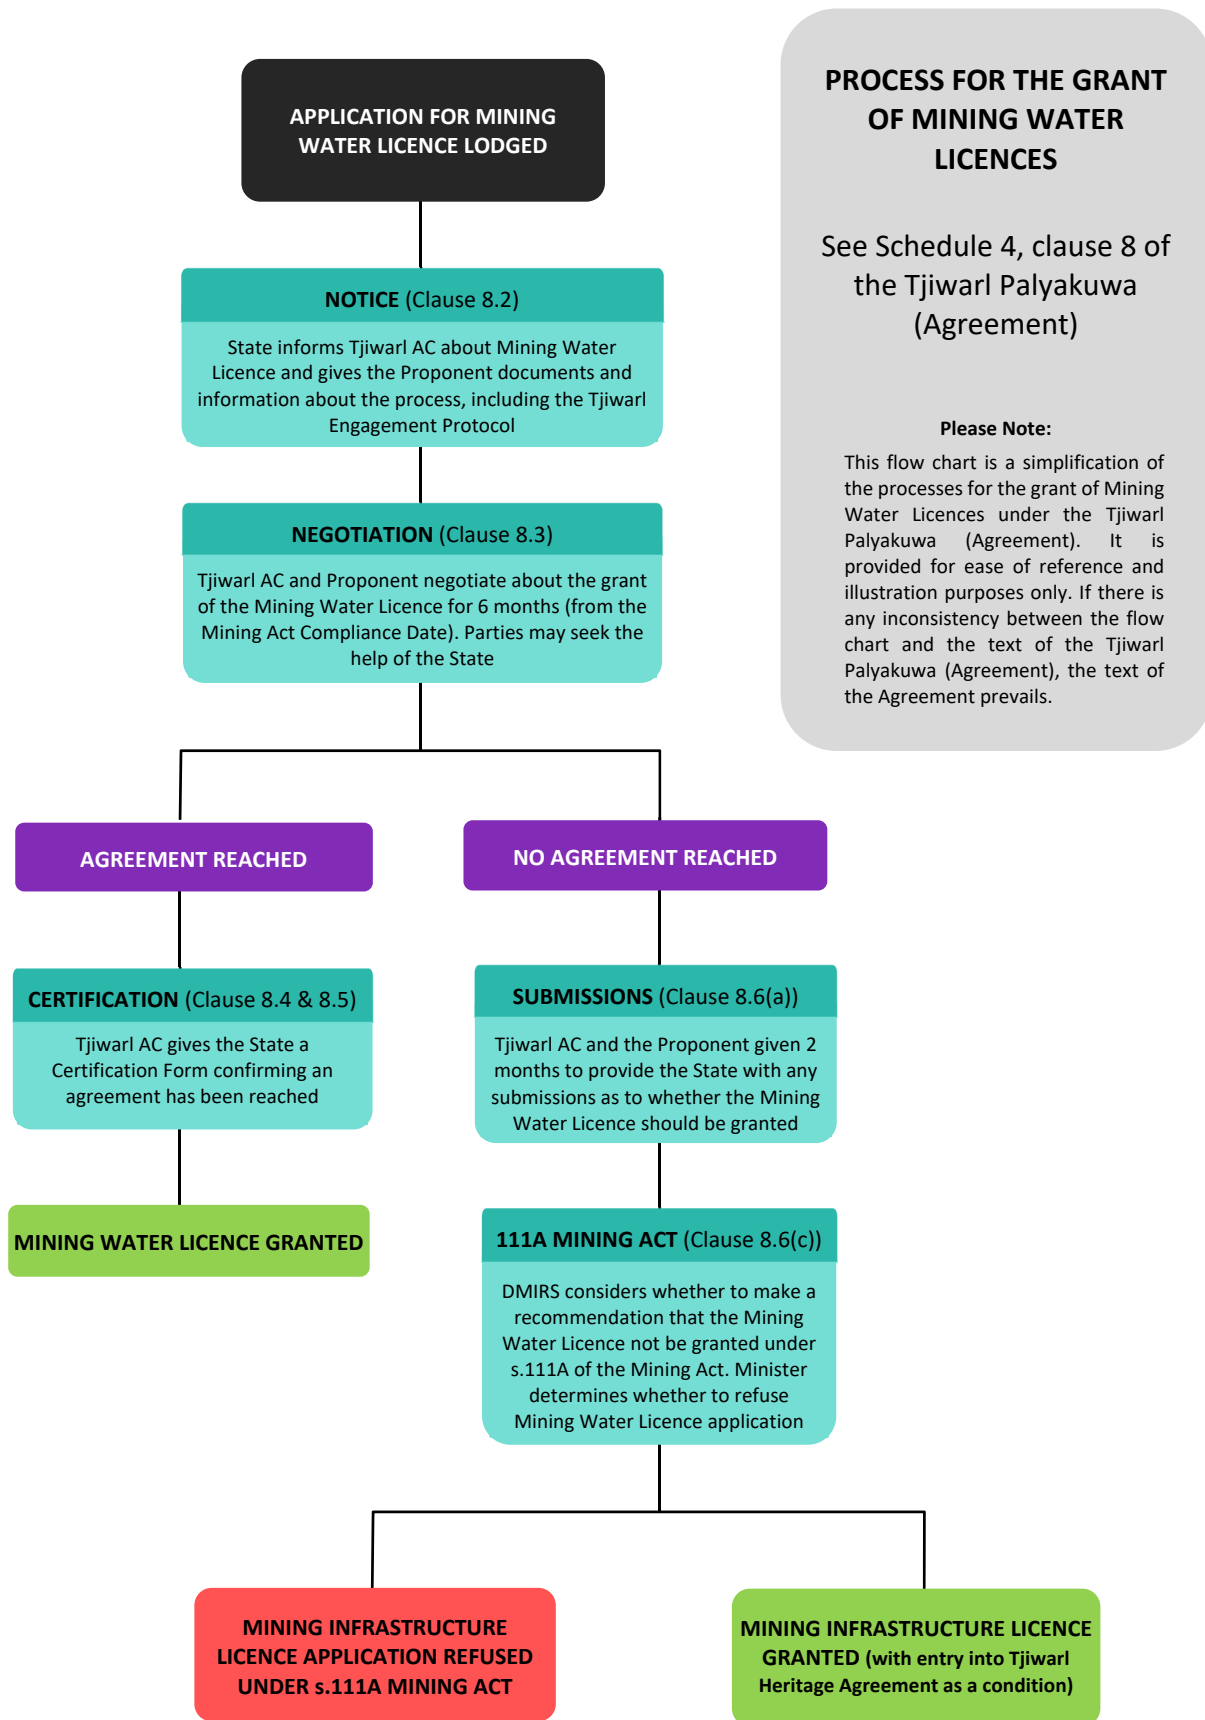 PROCESS FOR THE GRANT
OF MINING WATER
LICENCES
See Schedule 4, clause 8 of
the Tjiwarl Palyakuwa
(Agreement)
Please Note:
This flow chart is a simplification of
the processes for the grant of Mining
Water Licences under the Tjiwarl
Palyakuwa (Agreement). It is
provided for ease of reference and
illustration purposes only. If there is
any inconsistency between the flow
chart and the text of the Tjiwarl
Palyakuwa (Agreement), the text of
the Agreement prevails.
APPLICATION FOR MINING
WATER LICENCE LODGED
NOTICE (Clause 8.2)
State informs Tjiwarl AC about Mining Water
Licence and gives the Proponent documents and
information about the process, including the Tjiwarl
Engagement Protocol
NEGOTIATION (Clause 8.3)
Tjiwarl AC and Proponent negotiate about the grant
of the Mining Water Licence for 6 months (from the
Mining Act Compliance Date). Parties may seek the
help of the State
AGREEMENT REACHED
NO AGREEMENT REACHED
CERTIFICATION (Clause 8.4 & 8.5)
Tjiwarl AC gives the State a
Certification Form confirming an
agreement has been reached
MINING WATER LICENCE GRANTED
SUBMISSIONS (Clause 8.6(a))
Tjiwarl AC and the Proponent given 2
months to provide the State with any
submissions as to whether the Mining
Water Licence should be granted
111A MINING ACT (Clause 8.6(c))
DMIRS considers whether to make a
recommendation that the Mining
Water Licence not be granted under
s.111A of the Mining Act. Minister
determines whether to refuse
Mining Water Licence application
MINING INFRASTRUCTURE
LICENCE APPLICATION REFUSED
UNDER s.111A MINING ACT
MINING INFRASTRUCTURE LICENCE
GRANTED (with entry into Tjiwarl
Heritage Agreement as a condition)